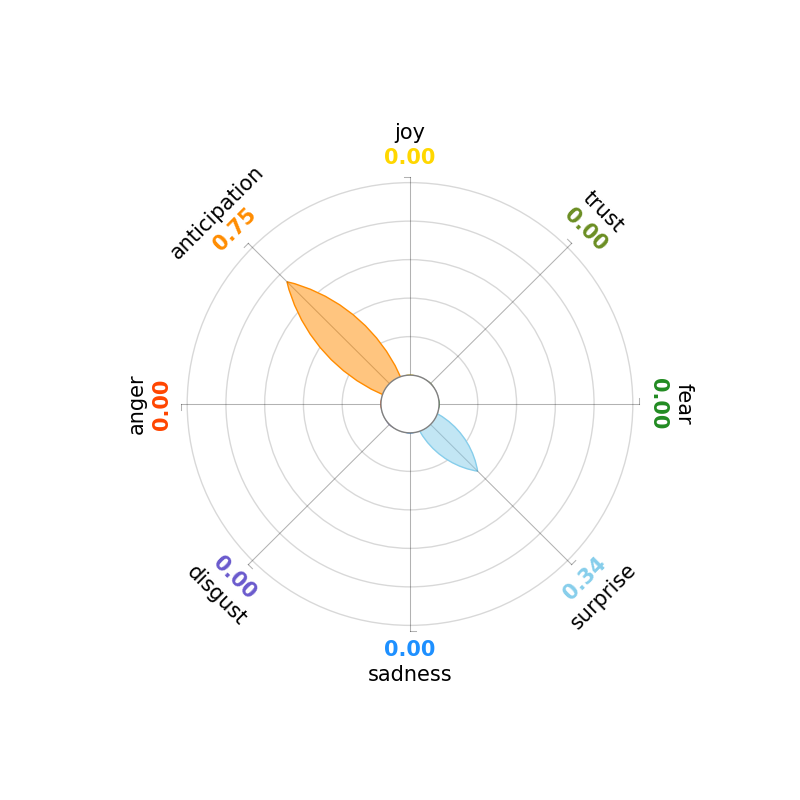 joy
0.00
trust
0.00
fear
0.00
surprise
0.34
sadness
0.00
disgust
0.00
anger
0.00
anticipation
0.75